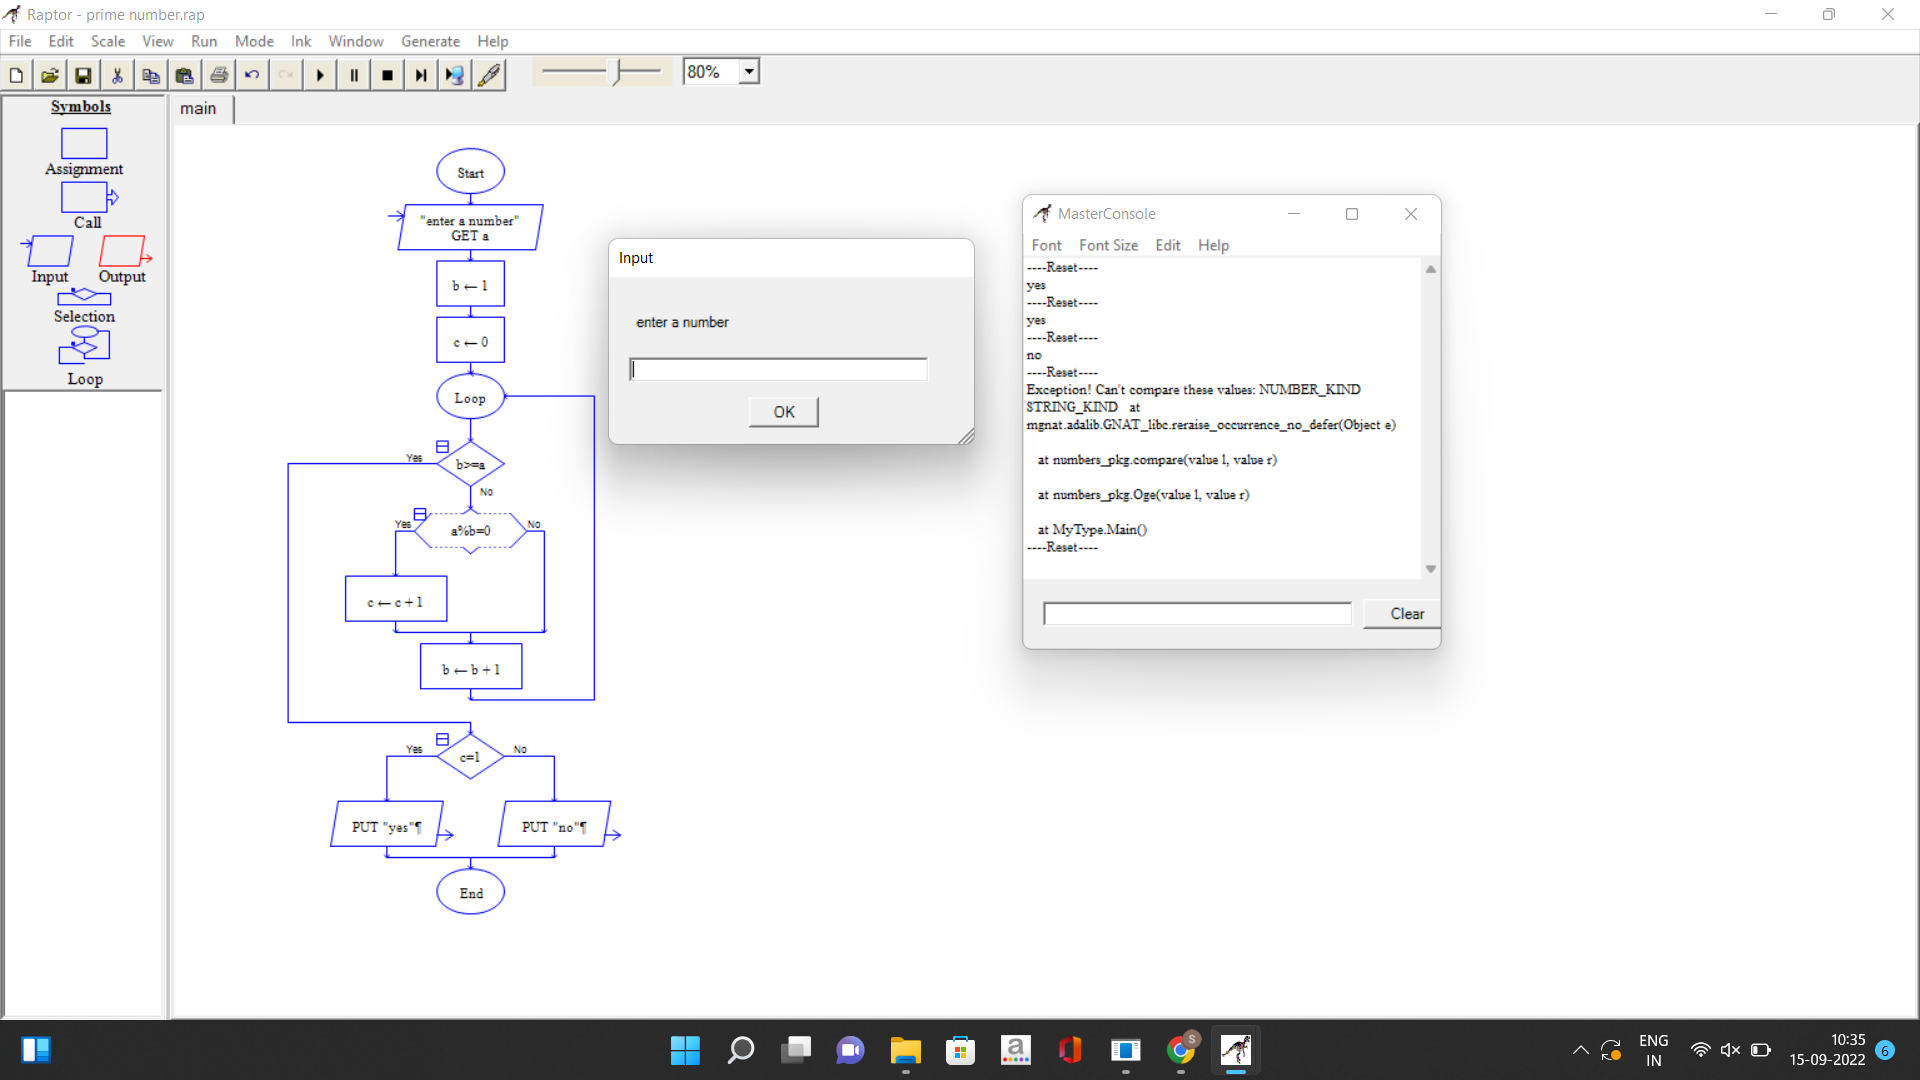 Raptor - prime number.rap
File Edit Scale View Run Mode Ink Window Generate Help
80%
Symbols
Assignment
Call
Input Output
Selection
Loop
main
Start
"enter a number"
GET a
b ← 1
c ← 0
Loop
Yes
b>=a
No
Yes
a%b=0
No
c ← c + 1
b ← b + 1
Yes
c=1
No
PUT "yes"¶
PUT "no"¶
End
Input
enter a number
OK
MasterConsole
Font Font Size Edit Help
----Reset----
yes
----Reset----
yes
----Reset----
no
----Reset----
Exception! Can't compare these values: NUMBER_KIND
STRING_KIND at
mgnat.adalib.GNAT_libc.reraise_occurrence_no_defer(Object e)
at numbers_pkg.compare(value l, value r)
at numbers_pkg.Oge(value l, value r)
at MyType.Main()
----Reset----
Clear
a
S
ENG
IN
10:35
15-09-2022
6